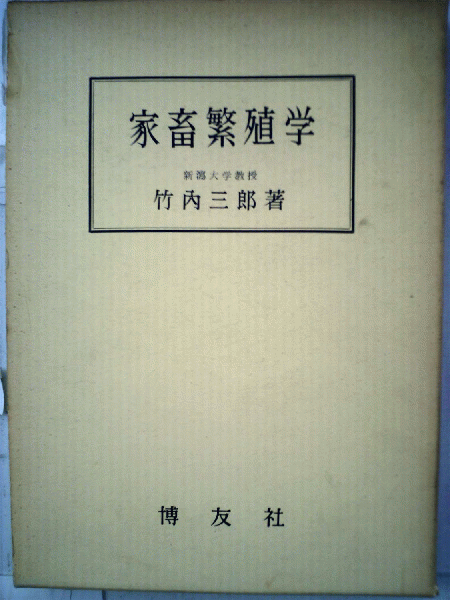 家畜繁殖学
新潟大学教授
竹内三郎著
博友社